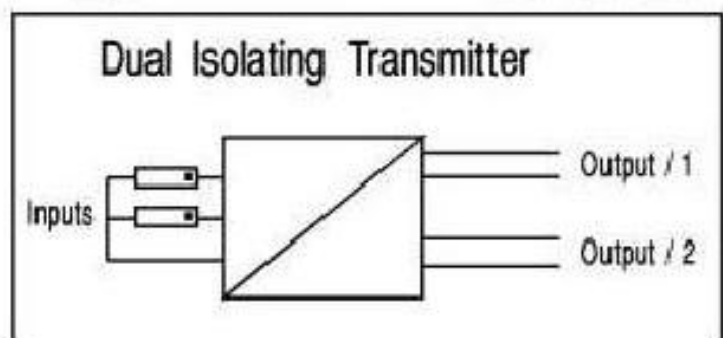 Dual Isolating Transmitter
Inputs
Output / 1
Output / 2